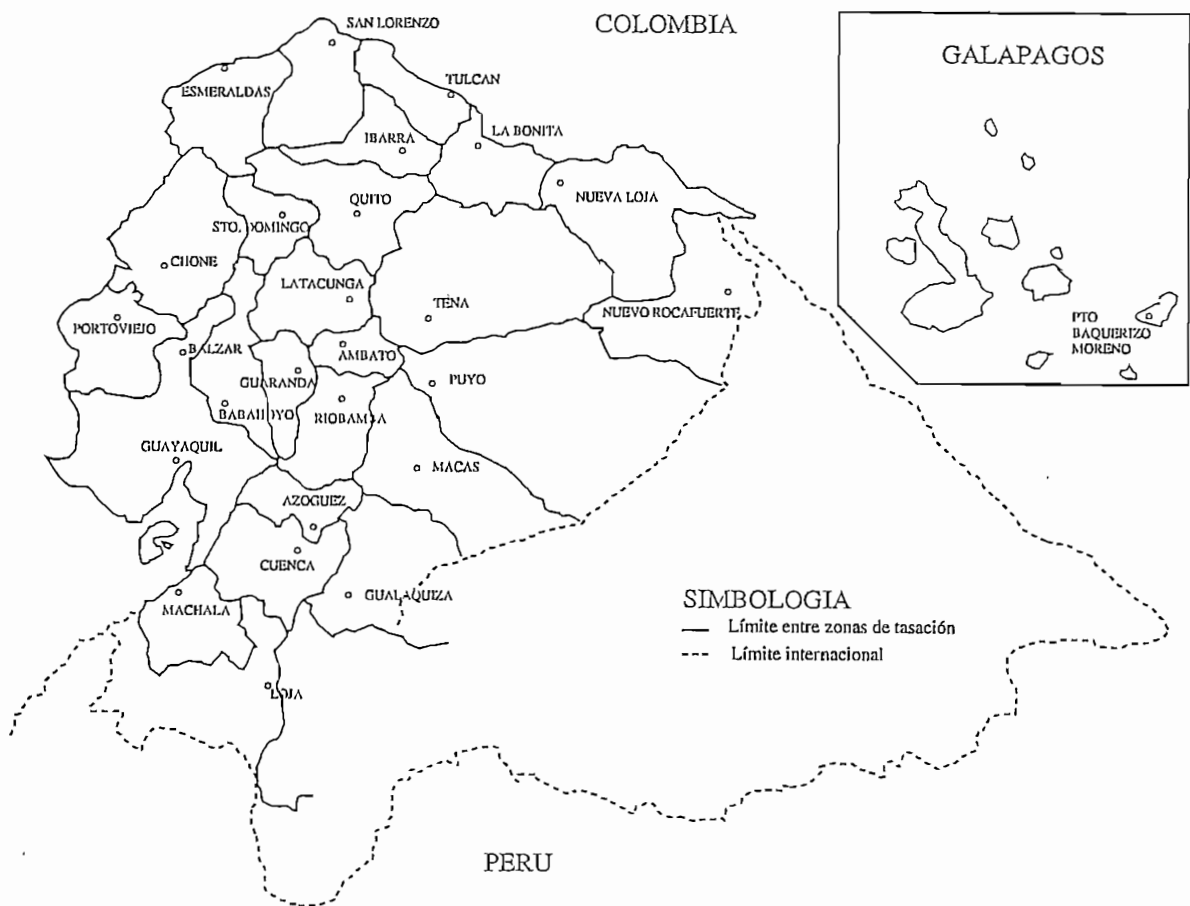 SAN LORENZO
COLOMBIA
GALAPAGOS
ESMERALDAS
TULCAN
IBARRA
LA BONITA
QUITO
NUEVA LOJA
STO. DOMINGO
CHONE
LATACUNGA
TENA
NUEVO ROCAFUERTE
PORTOVIEJO
BALZAR
AMBATO
PTO
BAQUERIZO
MORENO
GUARANDA
PUYO
BABAHOYO
RIOBAMBA
GUAYAQUIL
MACAS
AZOGUEZ
CUENCA
MACHALA
GUALAQUIZA
SIMBOLOGIA
Límite entre zonas de tasación
Límite internacional
LOJA
PERU